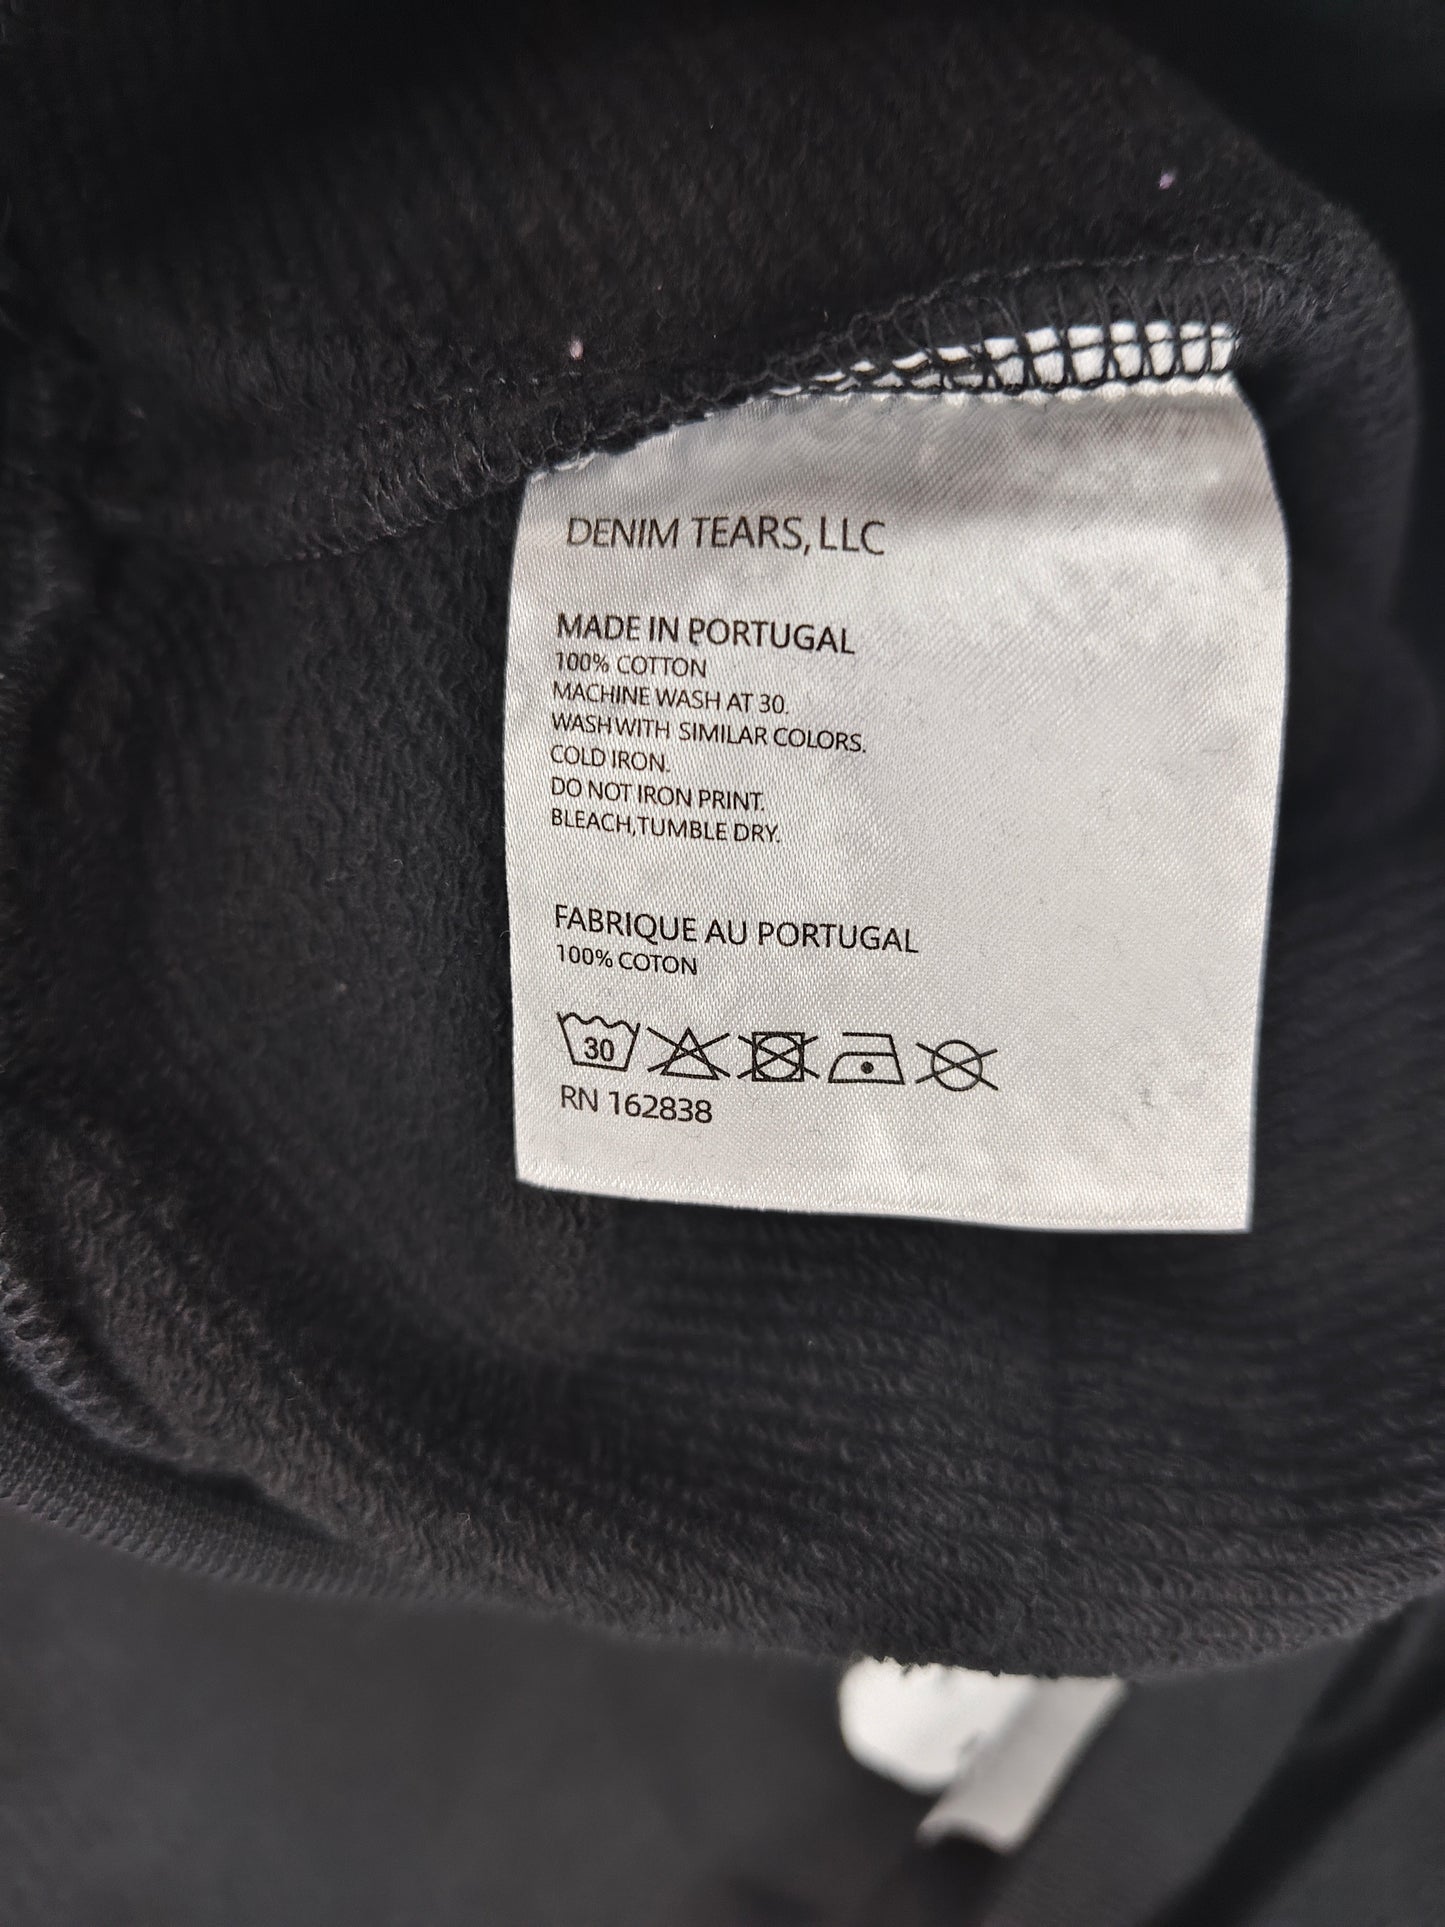 DENIM TEARS, LLC
MADE IN PORTUGAL
100% COTTON
MACHINE WASH AT 30.
WASH WITH SIMILAR COLORS.
COLD IRON.
DO NOT IRON PRINT.
BLEACH,TUMBLE DRY.
FABRIQUE AU PORTUGAL
100% COTON
30
RN 162838